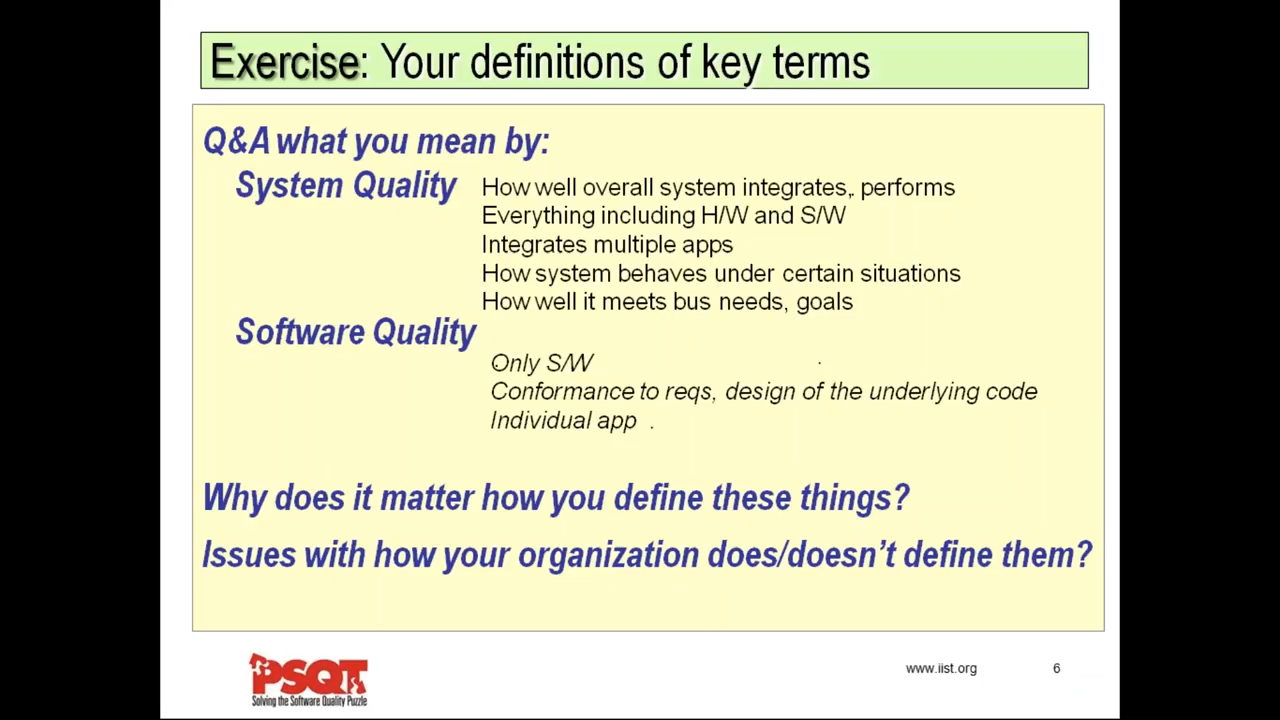 Exercise: Your definitions of key terms
Q&A what you mean by:
System Quality How well overall system integrates,. performs
Everything including H/W and S/W
Integrates multiple apps
How system behaves under certain situations
How well it meets bus needs, goals
Software Quality
Only S/W
Conformance to reqs, design of the underlying code
Individual app .
Why does it matter how you define these things?
Issues with how your organization does/doesn't define them?
PSQT
Solving the Software Quality Puzzle
www.iist.org 6